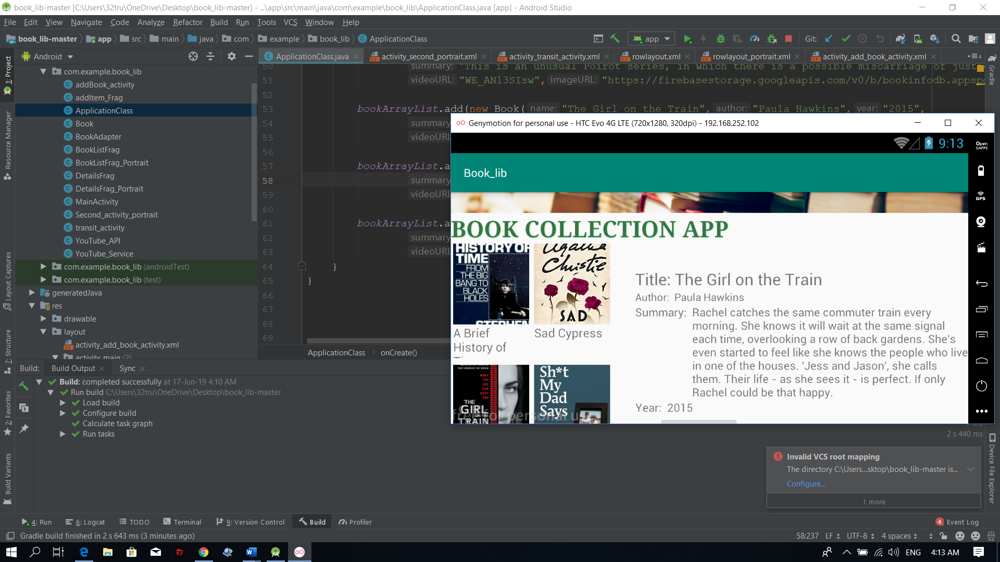 book_lib-master [C:\Users\32tru\OneDrive\Desktop\book_lib-master] - ...\app\src\main\java\com\example\book_lib\ApplicationClass.java [app] - Android Studio
File Edit View Navigate Code Analyze Refactor Build Run Tools VCS Window Help
book_lib-master app src main java com example book_lib ApplicationClass app Git:
Android ApplicationClass.java activity_second_portrait.xml activity_transit_activity.xml rowlayout.xml rowlayout_portrait.xml activity_add_book_activity.xml 4
1: Project
Resource Manager
Layout Captures
7: Structure
2: Favorites
Build Variants
com.example.book_lib
addBook_activity
addItem_Frag
ApplicationClass
Book
BookAdapter
BookListFrag
BookListFrag_Portrait
DetailsFrag
DetailsFrag_Portrait
MainActivity
Second_activity_portrait
transit_activity
YouTube_API
YouTube_Service
com.example.book_lib (androidTest)
com.example.book_lib (test)
generatedJava
res
drawable
layout
activity_add_book_activity.xml
activity_main (2)
50 summary: "This is an unusual Poirot series, in which there is a possible miscarriage of just
51 videoURL: "WE_ANl3SIsw", imageURL: "https://firebasestorage.googleapis.com/v0/b/bookinfodb.appspo
52
53 bookArrayList.add(new Book( name: "The Girl on the Train", author: "Paula Hawkins", year: "2015",
54 summary
55 videoURL
56
57 bookArrayList.a
58 summary
59 videoURL
60
61 bookArrayList.a
62 summary
63 videoURL
64 }
65 }
66
67
68
69
ApplicationClass onCreate()
Gradle
Device File Explorer
Genymotion for personal use - HTC Evo 4G LTE (720x1280, 320dpi) - 192.168.252.102
9:13
Open GAPPS
GPS
Book_lib
BOOK COLLECTION APP
HISTORY OF
TIME
FROM
THE BIG
BANG TO
BLACK
HOLES
STEPHEN
Agatha
Christie
SAD
A Brief
History of
Sad Cypress
THAT SHOCKED THE WORLD
WHAT
YOU
SEE
CAN
HURT
YOU
THE
GIRL
ON THE
TRAIN
Sh*t
My
Dad
Says
free for personal us
Title: The Girl on the Train
Author: Paula Hawkins
Summary: Rachel catches the same commuter train every
morning. She knows it will wait at the same signal
each time, overlooking a row of back gardens. She's
even started to feel like she knows the people who live
in one of the houses. 'Jess and Jason', she calls
them. Their life - as she sees it - is perfect. If only
Rachel could be that happy.
Year: 2015
Build: Build Output Sync
Build: completed successfully at 17-Jun-19 4:10 AM
Run build C:\Users\32tru\OneDrive\Desktop\book_lib-master
Load build
Configure build
Calculate task graph
Run tasks
ms
2 s 440 ms
Invalid VCS root mapping
The directory C:\Users...sktop\book_lib-master is...
Configure...
1 more
4: Run 6: Logcat TODO Terminal 9: Version Control Build Profiler 4 Event Log
Gradle build finished in 2 s 643 ms (3 minutes ago) 58:237 LF UTF-8 4 spaces
ENG 4:13 AM